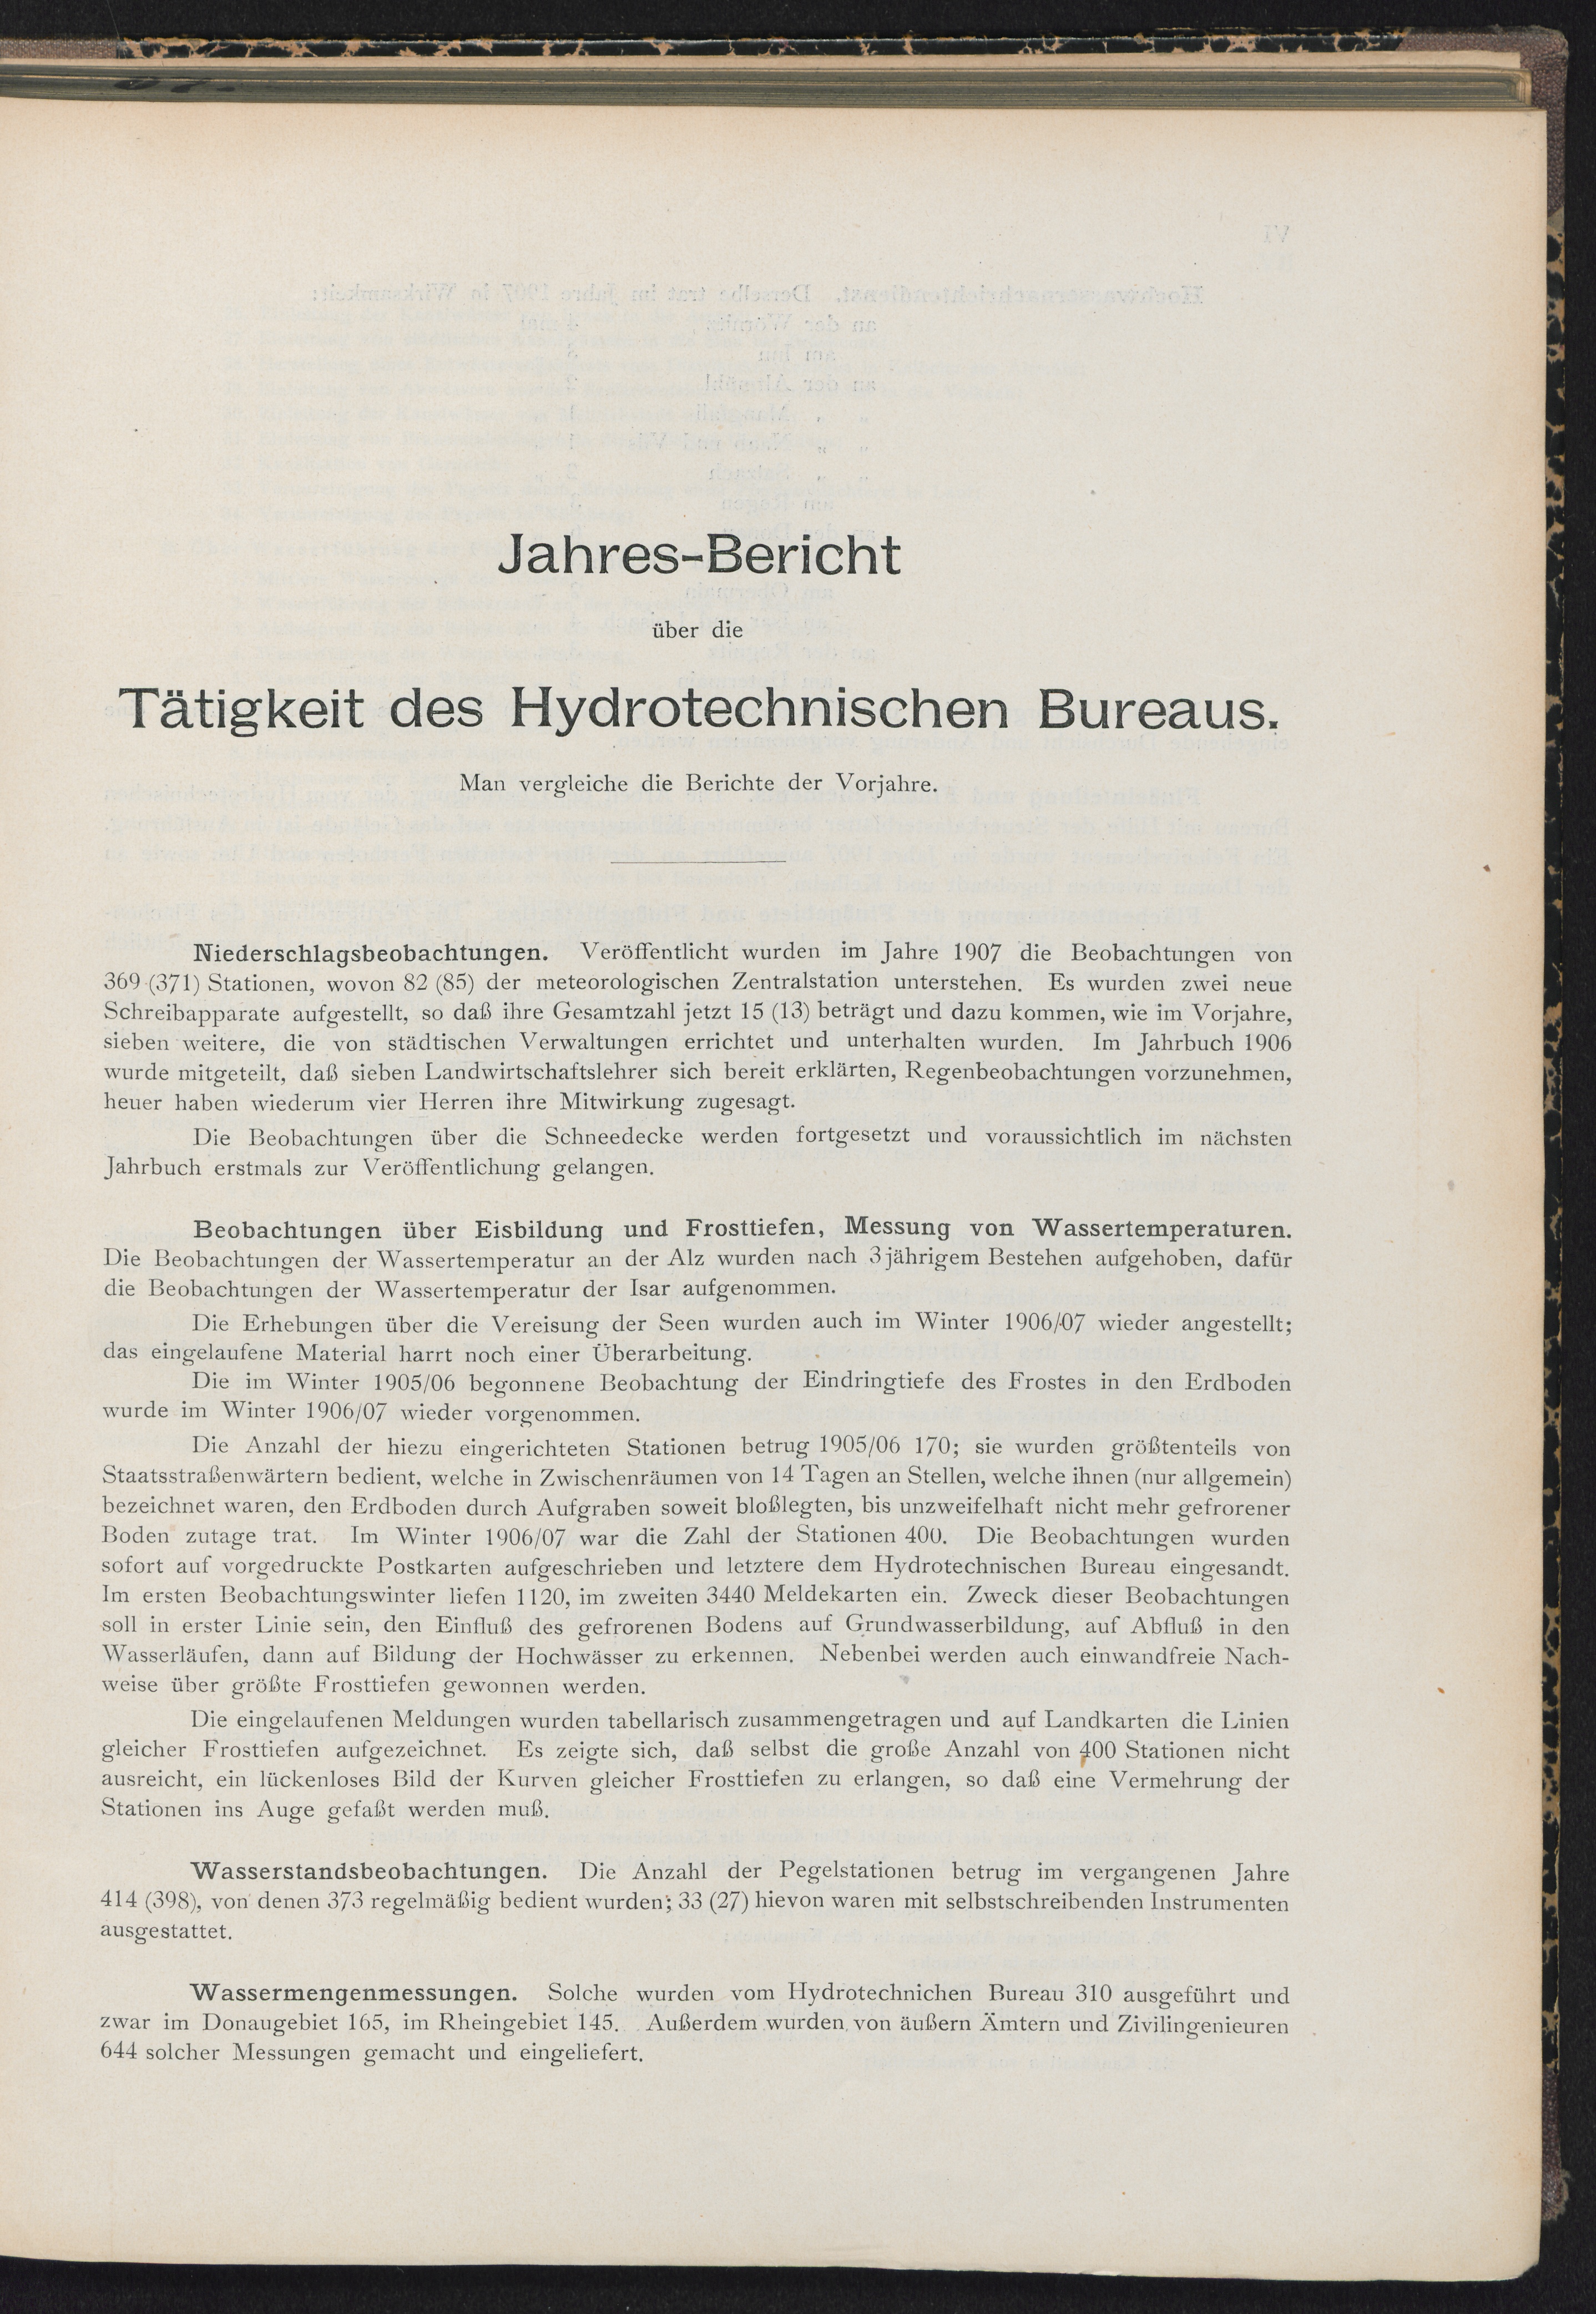 Jahres-Bericht
über die
Tätigkeit des Hydrotechnischen Bureaus.
Man vergleiche die Berichte der Vorjahre.
Niederschlagsbeobachtungen. Veröffentlicht wurden im Jahre 1907 die Beobachtungen von
369 (371) Stationen, wovon 82 (85) der meteorologischen Zentralstation unterstehen. Es wurden zwei neue
Schreibapparate aufgestellt, so daß ihre Gesamtzahl jetzt 15 (13) beträgt und dazu kommen, wie im Vorjahre,
sieben weitere, die von städtischen Verwaltungen errichtet und unterhalten wurden. Im Jahrbuch 1906
wurde mitgeteilt, daß sieben Landwirtschaftslehrer sich bereit erklärten, Regenbeobachtungen vorzunehmen,
heuer haben wiederum vier Herren ihre Mitwirkung zugesagt.
Die Beobachtungen über die Schneedecke werden fortgesetzt und voraussichtlich im nächsten
Jahrbuch erstmals zur Veröffentlichung gelangen.
Beobachtungen über Eisbildung und Frosttiefen, Messung von Wassertemperaturen.
Die Beobachtungen der Wassertemperatur an der Alz wurden nach 3jährigem Bestehen aufgehoben, dafür
die Beobachtungen der Wassertemperatur der Isar aufgenommen.
Die Erhebungen über die Vereisung der Seen wurden auch im Winter 1906/07 wieder angestellt;
das eingelaufene Material harrt noch einer Überarbeitung.
Die im Winter 1905/06 begonnene Beobachtung der Eindringtiefe des Frostes in den Erdboden
wurde im Winter 1906/07 wieder vorgenommen.
Die Anzahl der hiezu eingerichteten Stationen betrug 1905/06 170; sie wurden größtenteils von
Staatsstraßenwärtern bedient, welche in Zwischenräumen von 14 Tagen an Stellen, welche ihnen (nur allgemein)
bezeichnet waren, den Erdboden durch Aufgraben soweit bloßlegten, bis unzweifelhaft nicht mehr gefrorener
Boden zutage trat. Im Winter 1906/07 war die Zahl der Stationen 400. Die Beobachtungen wurden
sofort auf vorgedruckte Postkarten aufgeschrieben und letztere dem Hydrotechnischen Bureau eingesandt.
Im ersten Beobachtungswinter liefen 1120, im zweiten 3440 Meldekarten ein. Zweck dieser Beobachtungen
soll in erster Linie sein, den Einfluß des gefrorenen Bodens auf Grundwasserbildung, auf Abfluß in den
Wasserläufen, dann auf Bildung der Hochwässer zu erkennen. Nebenbei werden auch einwandfreie Nach-
weise über größte Frosttiefen gewonnen werden.
Die eingelaufenen Meldungen wurden tabellarisch zusammengetragen und auf Landkarten die Linien
gleicher Frosttiefen aufgezeichnet. Es zeigte sich, daß selbst die große Anzahl von 400 Stationen nicht
ausreicht, ein lückenloses Bild der Kurven gleicher Frosttiefen zu erlangen, so daß eine Vermehrung der
Stationen ins Auge gefaßt werden muß.
Wasserstandsbeobachtungen. Die Anzahl der Pegelstationen betrug im vergangenen Jahre
414 (398), von denen 373 regelmäßig bedient wurden; 33 (27) hievon waren mit selbstschreibenden Instrumenten
ausgestattet.
Wassermengenmessungen. Solche wurden vom Hydrotechnichen Bureau 310 ausgeführt und
zwar im Donaugebiet 165, im Rheingebiet 145. Außerdem wurden von äußern Ämtern und Zivilingenieuren
644 solcher Messungen gemacht und eingeliefert.